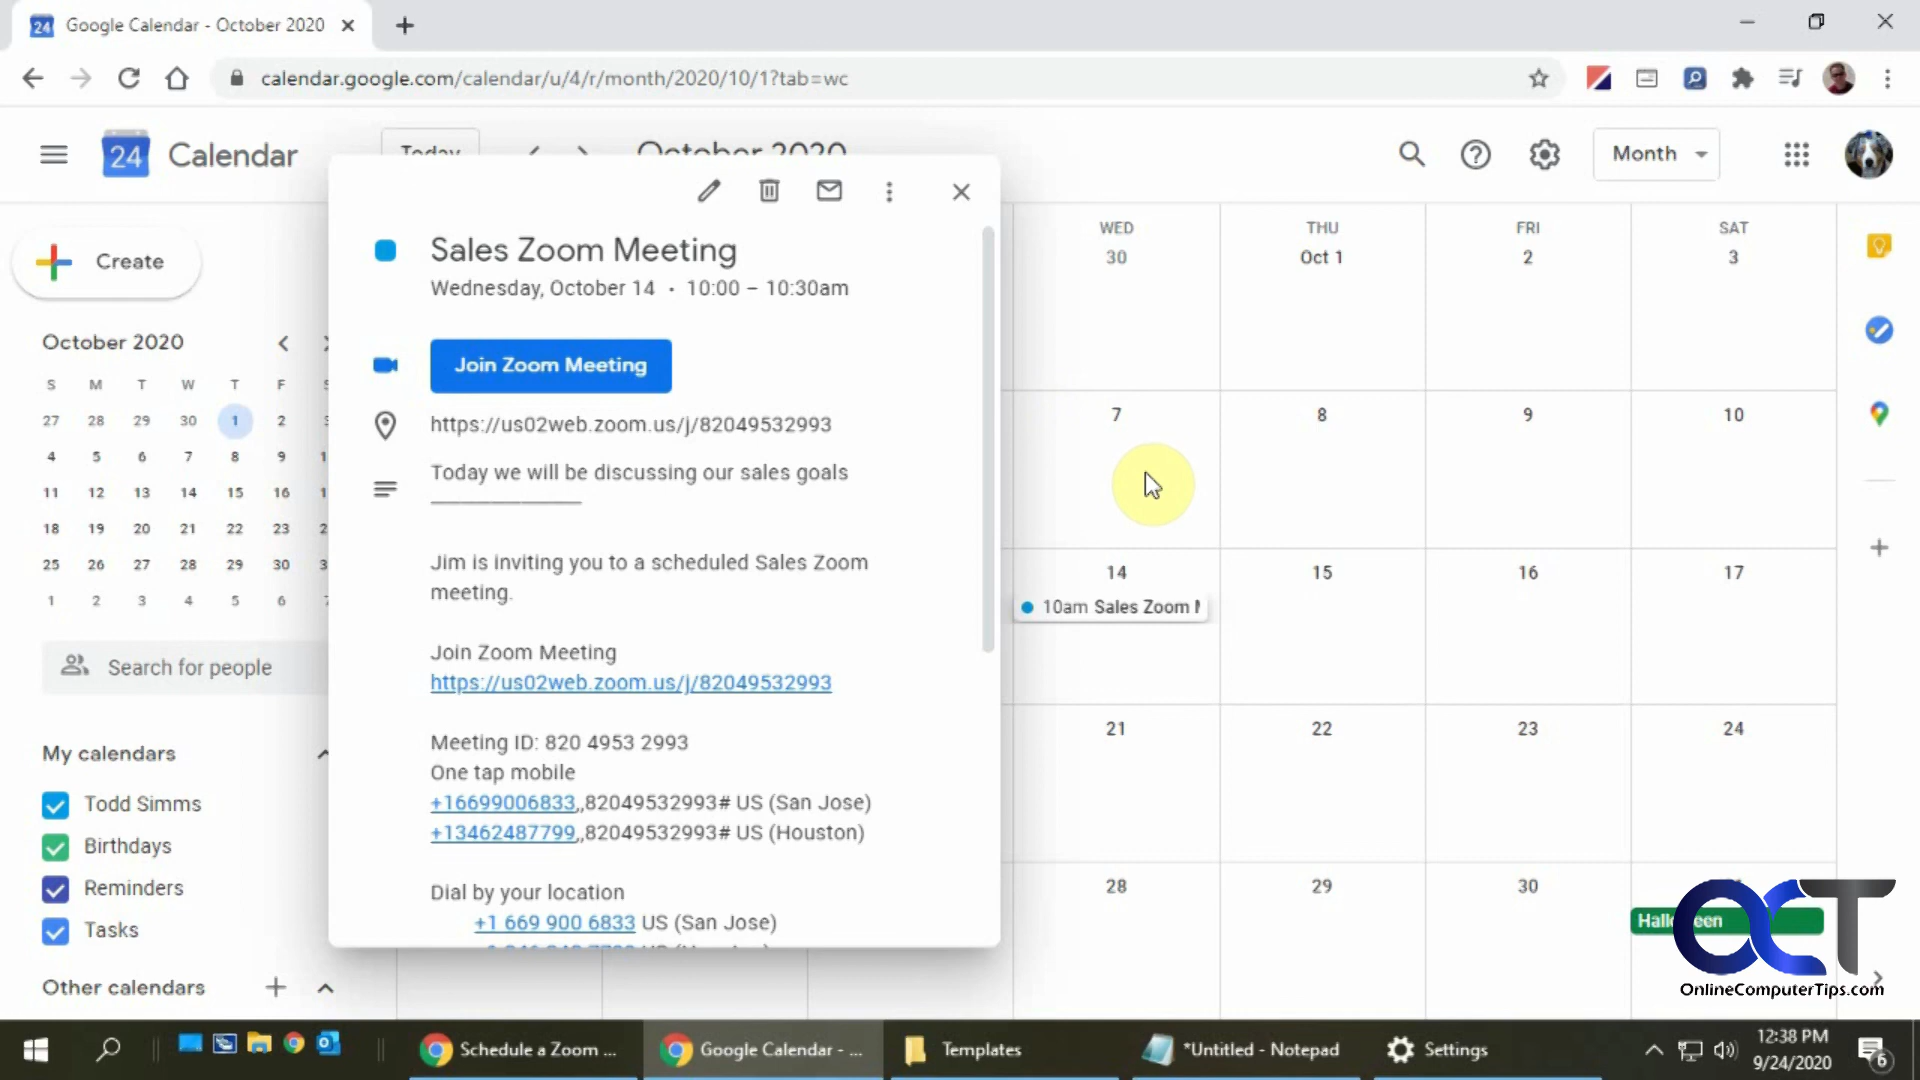 24 Google Calendar - October 2020
calendar.google.com/calendar/u/4/r/month/2020/10/1?tab=wc
24 Calendar
Today
October 2020
Month
Create
Sales Zoom Meeting
Wednesday, October 14 • 10:00 – 10:30am
Join Zoom Meeting
https://us02web.zoom.us/j/82049532993
Today we will be discussing our sales goals
Jim is inviting you to a scheduled Sales Zoom
meeting.
Join Zoom Meeting
https://us02web.zoom.us/j/82049532993
Meeting ID: 820 4953 2993
One tap mobile
+16699006833,,82049532993# US (San Jose)
+13462487799,,82049532993# US (Houston)
Dial by your location
+1 669 900 6833 US (San Jose)
October 2020
S M T W T F S
27 28 29 30 1 2
4 5 6 7 8 9
11 12 13 14 15 16
18 19 20 21 22 23
25 26 27 28 29 30
1 2 3 4 5 6
Search for people
My calendars
Todd Simms
Birthdays
Reminders
Tasks
Other calendars
WED THU FRI SAT
30 Oct 1 2 3
7 8 9 10
14 15 16 17
10am Sales Zoom M
21 22 23 24
28 29 30
Halloween
OCT
OnlineComputerTips.com
Schedule a Zoom ...
Google Calendar - ...
Templates
*Untitled - Notepad
Settings
12:38 PM
9/24/2020
6